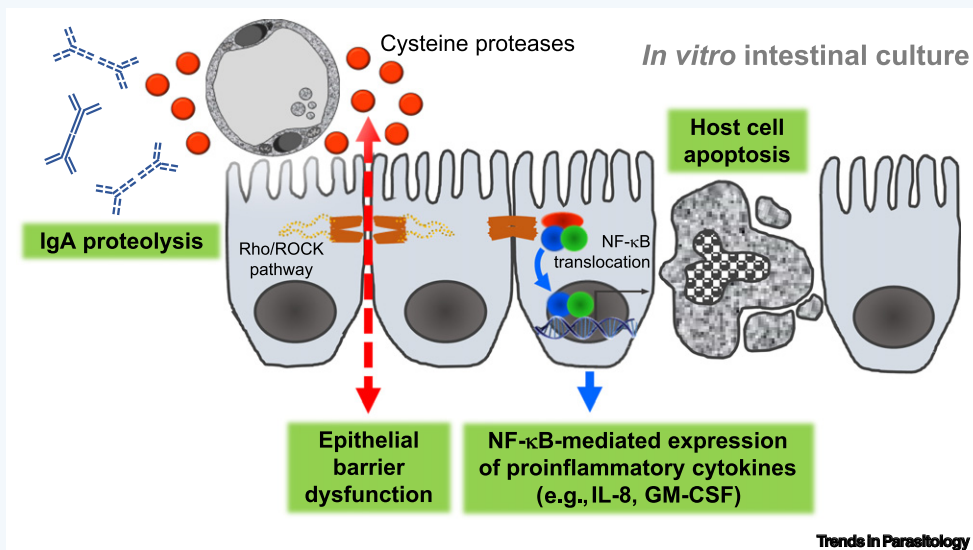 Cysteine proteases
In vitro intestinal culture
Host cell
apoptosis
IgA proteolysis
Rho/ROCK
pathway
NF-κB
translocation
Epithelial
barrier
dysfunction
NF-κB-mediated expression
of proinflammatory cytokines
(e.g., IL-8, GM-CSF)
Trends in Parasitology